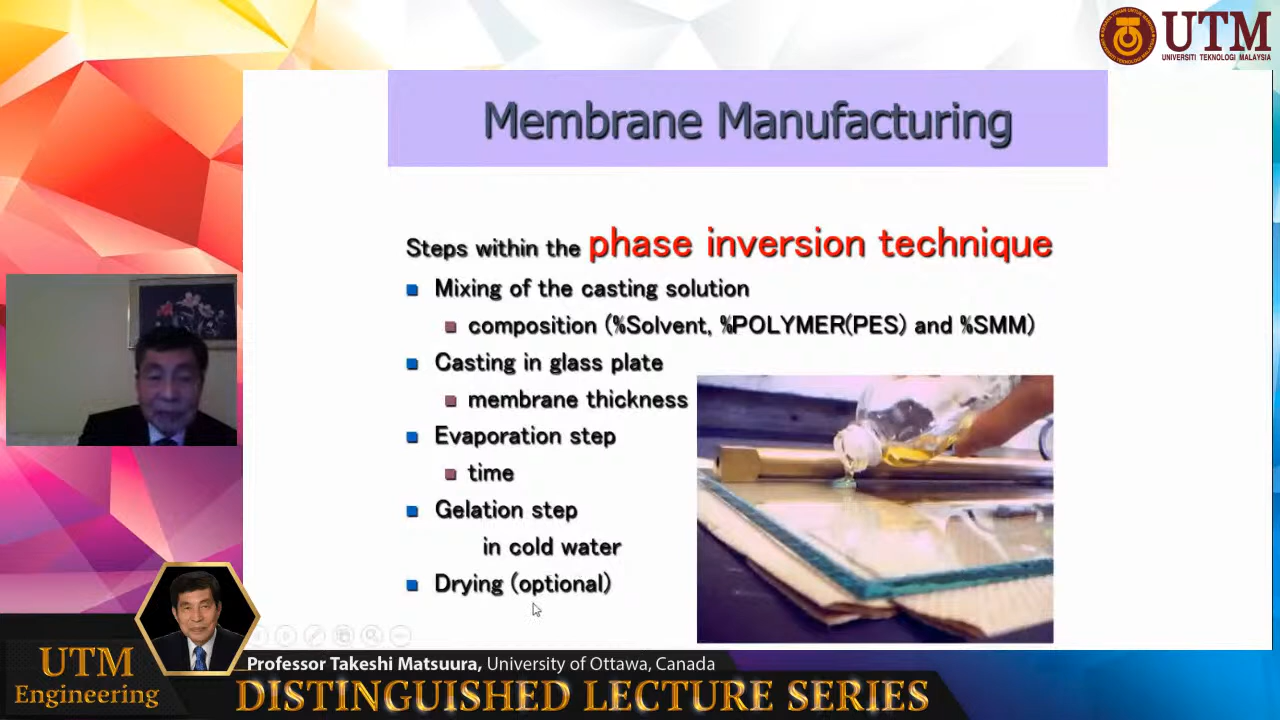 UTM
UNIVERSITI TEKNOLOGI MALAYSIA
Membrane Manufacturing
Steps within the phase inversion technique
Mixing of the casting solution
composition (%Solvent, %POLYMER(PES) and %SMM)
Casting in glass plate
membrane thickness
Evaporation step
time
Gelation step
in cold water
Drying (optional)
Professor Takeshi Matsuura, University of Ottawa, Canada
UTM
Engineering
DISTINGUISHED LECTURE SERIES